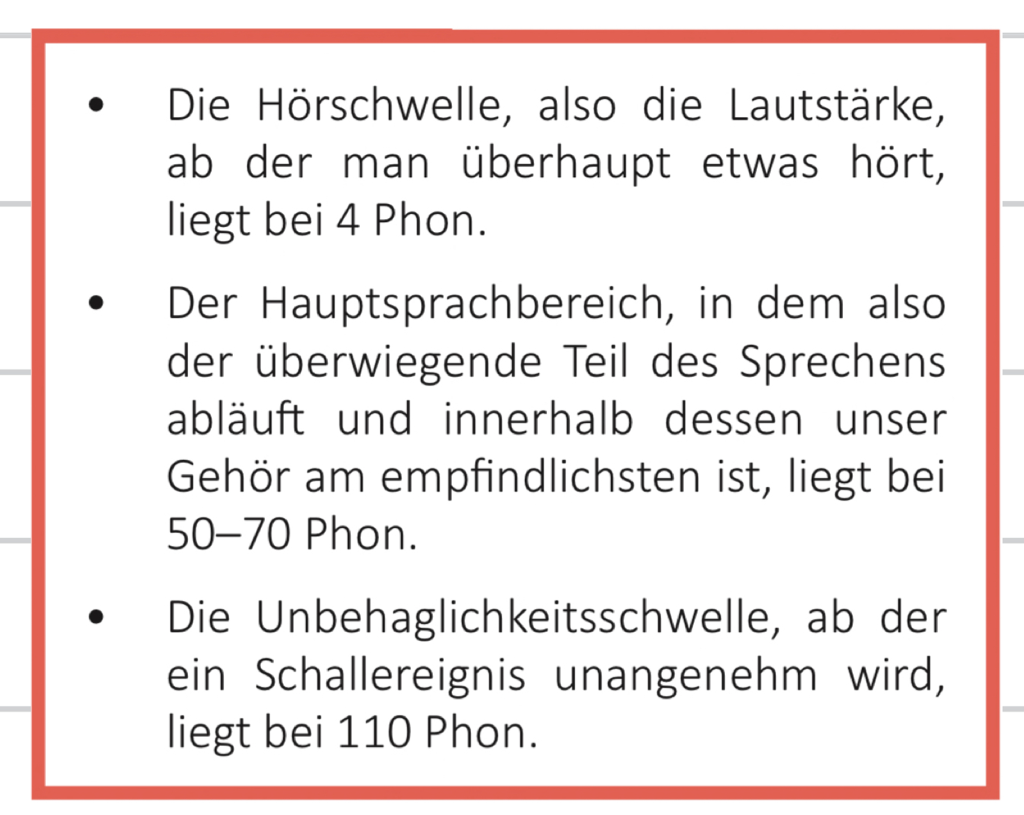 • Die Hörschwelle, also die Lautstärke,
ab der man überhaupt etwas hört,
liegt bei 4 Phon.
• Der Hauptsprachbereich, in dem also
der überwiegende Teil des Sprechens
abläuft und innerhalb dessen unser
Gehör am empfindlichsten ist, liegt bei
50–70 Phon.
• Die Unbehaglichkeitsschwelle, ab der
ein Schallereignis unangenehm wird,
liegt bei 110 Phon.